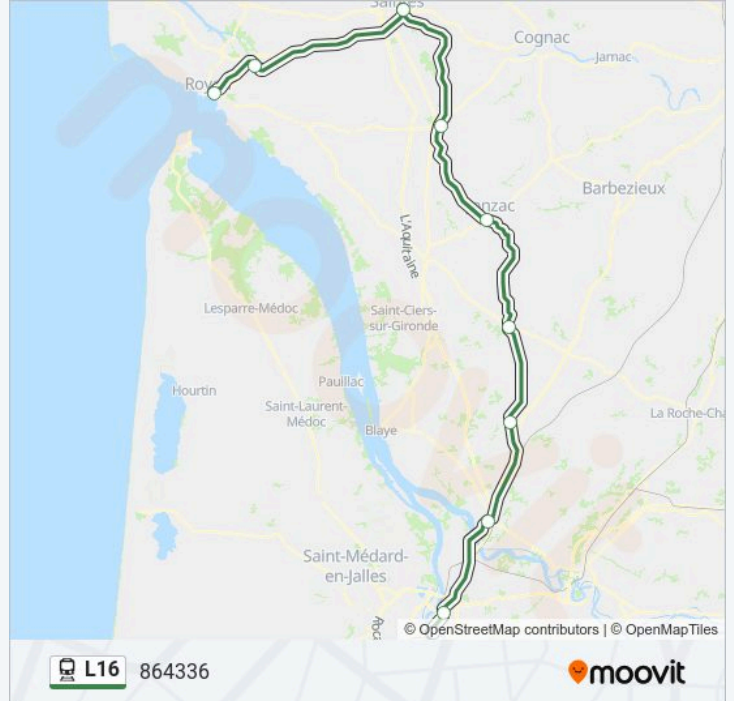 Cognac
Jarnac
Barbezieux
L'Aquitaine
Lesparre-Médoc
Saint-Ciers-
sur-Gironde
Pauillac
Hourtin
Saint-Laurent-
Médoc
Blaye
La Roche-Cha
Saint-Médard-
en-Jalles
© OpenStreetMap contributors | © OpenMapTiles
L16 864336
moovit